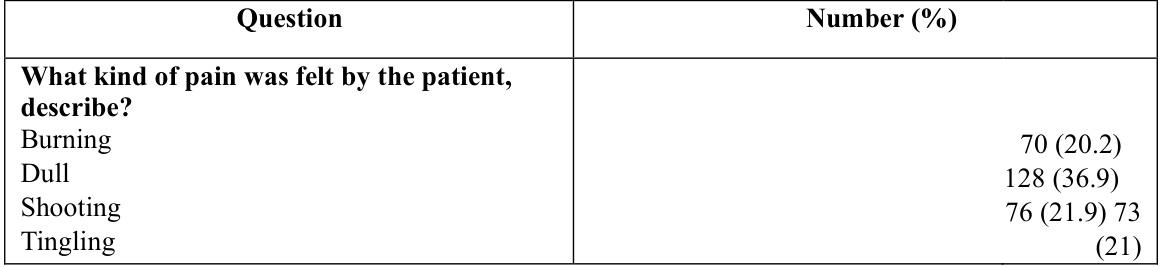 Question Number (%)
What kind of pain was felt by the patient,
describe?
Burning 70 (20.2)
Dull 128 (36.9)
Shooting 76 (21.9) 73
Tingling (21)